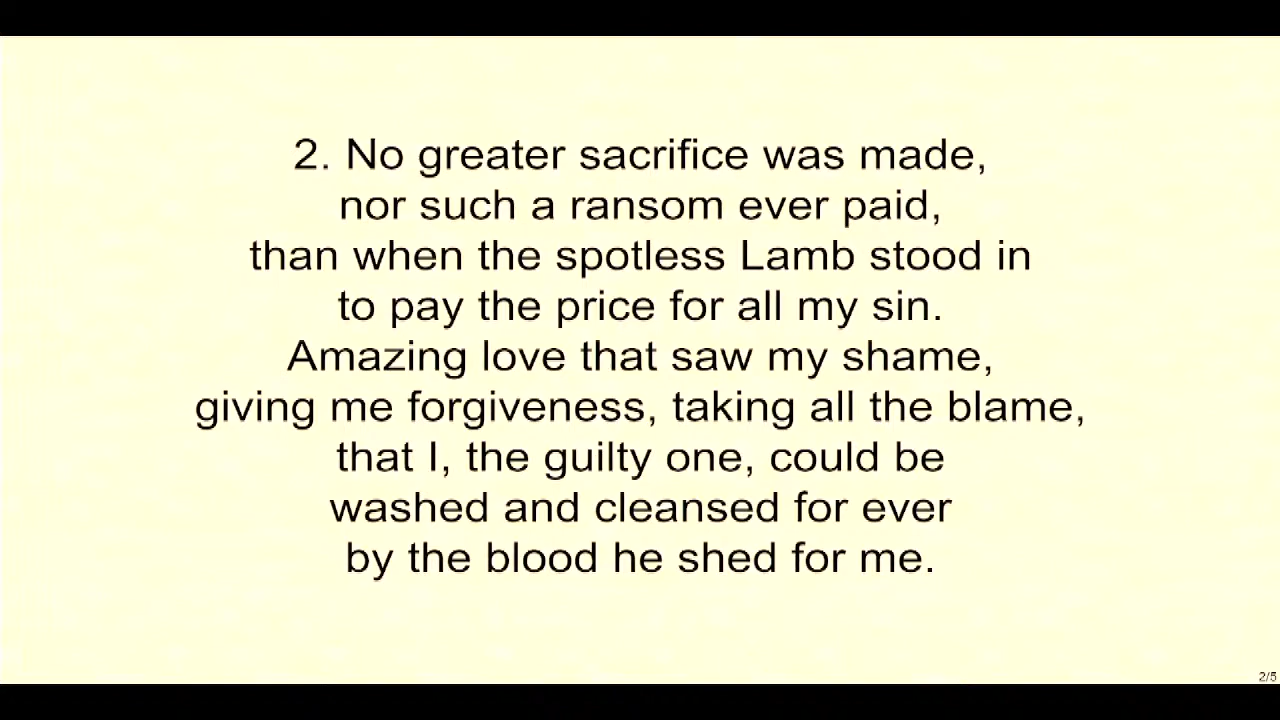 2. No greater sacrifice was made,
nor such a ransom ever paid,
than when the spotless Lamb stood in
to pay the price for all my sin.
Amazing love that saw my shame,
giving me forgiveness, taking all the blame,
that I, the guilty one, could be
washed and cleansed for ever
by the blood he shed for me.
2/5